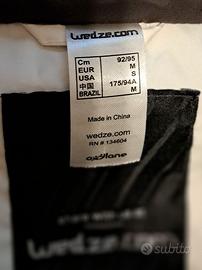 wedze.com
Cm 92/95
EUR M
USA S
中国 175/94A
BRAZIL M
Made in China
wedze.com
RN # 134604
oxylane
wedze.com
subito